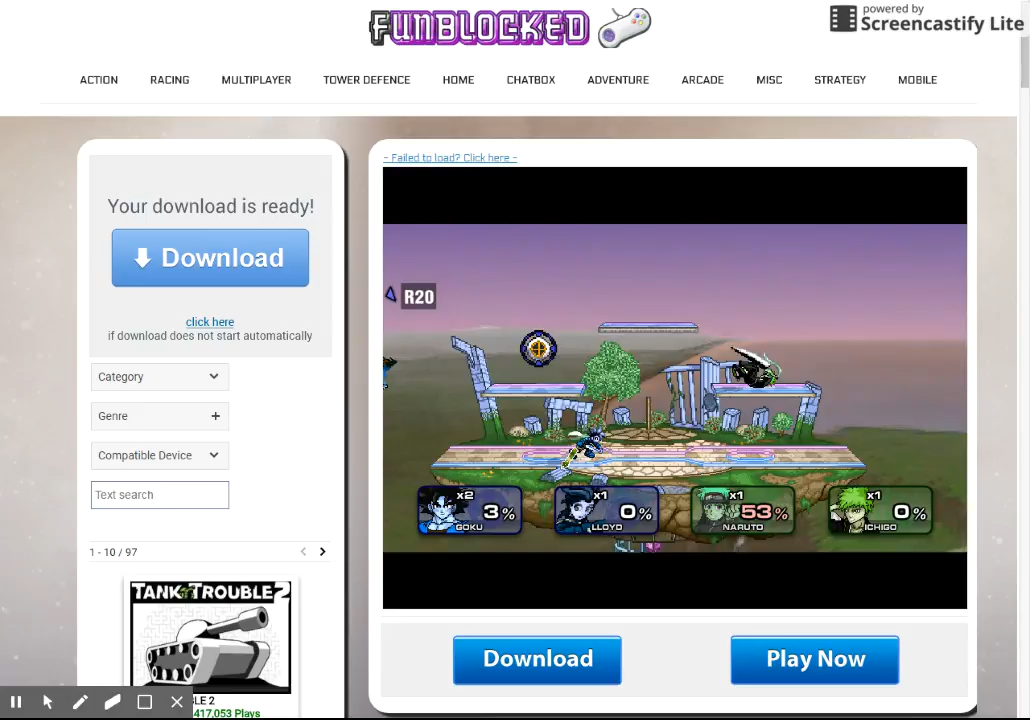 FUNBLOCKED
powered by
Screencastify Lite
ACTION RACING MULTIPLAYER TOWER DEFENCE HOME CHATBOX ADVENTURE ARCADE MISC STRATEGY MOBILE
Your download is ready!
Download
click here
if download does not start automatically
Category
Genre
Compatible Device
Text search
1 - 10 / 97
TANK TROUBLE 2
LE 2
417,053 Plays
- Failed to load? Click here -
R20
x2 3%
GOKU
x1 0%
LLOYD
x1 53%
NARUTO
x1 0%
ICHIGO
Download
Play Now